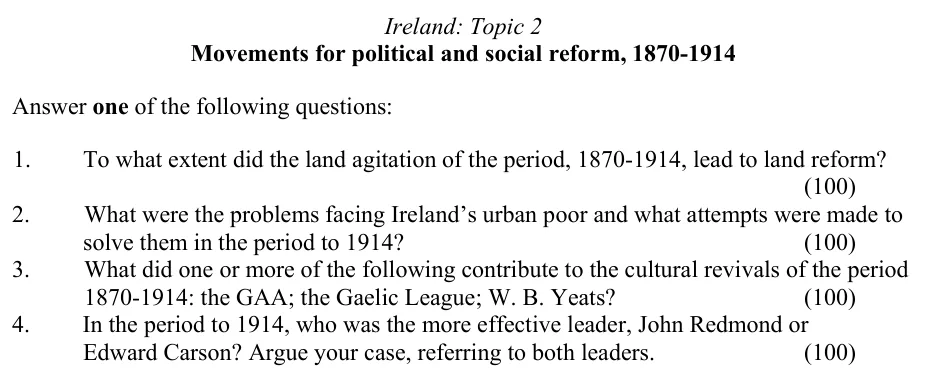 Ireland: Topic 2
Movements for political and social reform, 1870-1914
Answer one of the following questions:
1. To what extent did the land agitation of the period, 1870-1914, lead to land reform?
(100)
2. What were the problems facing Ireland’s urban poor and what attempts were made to
solve them in the period to 1914? (100)
3. What did one or more of the following contribute to the cultural revivals of the period
1870-1914: the GAA; the Gaelic League; W. B. Yeats? (100)
4. In the period to 1914, who was the more effective leader, John Redmond or
Edward Carson? Argue your case, referring to both leaders. (100)